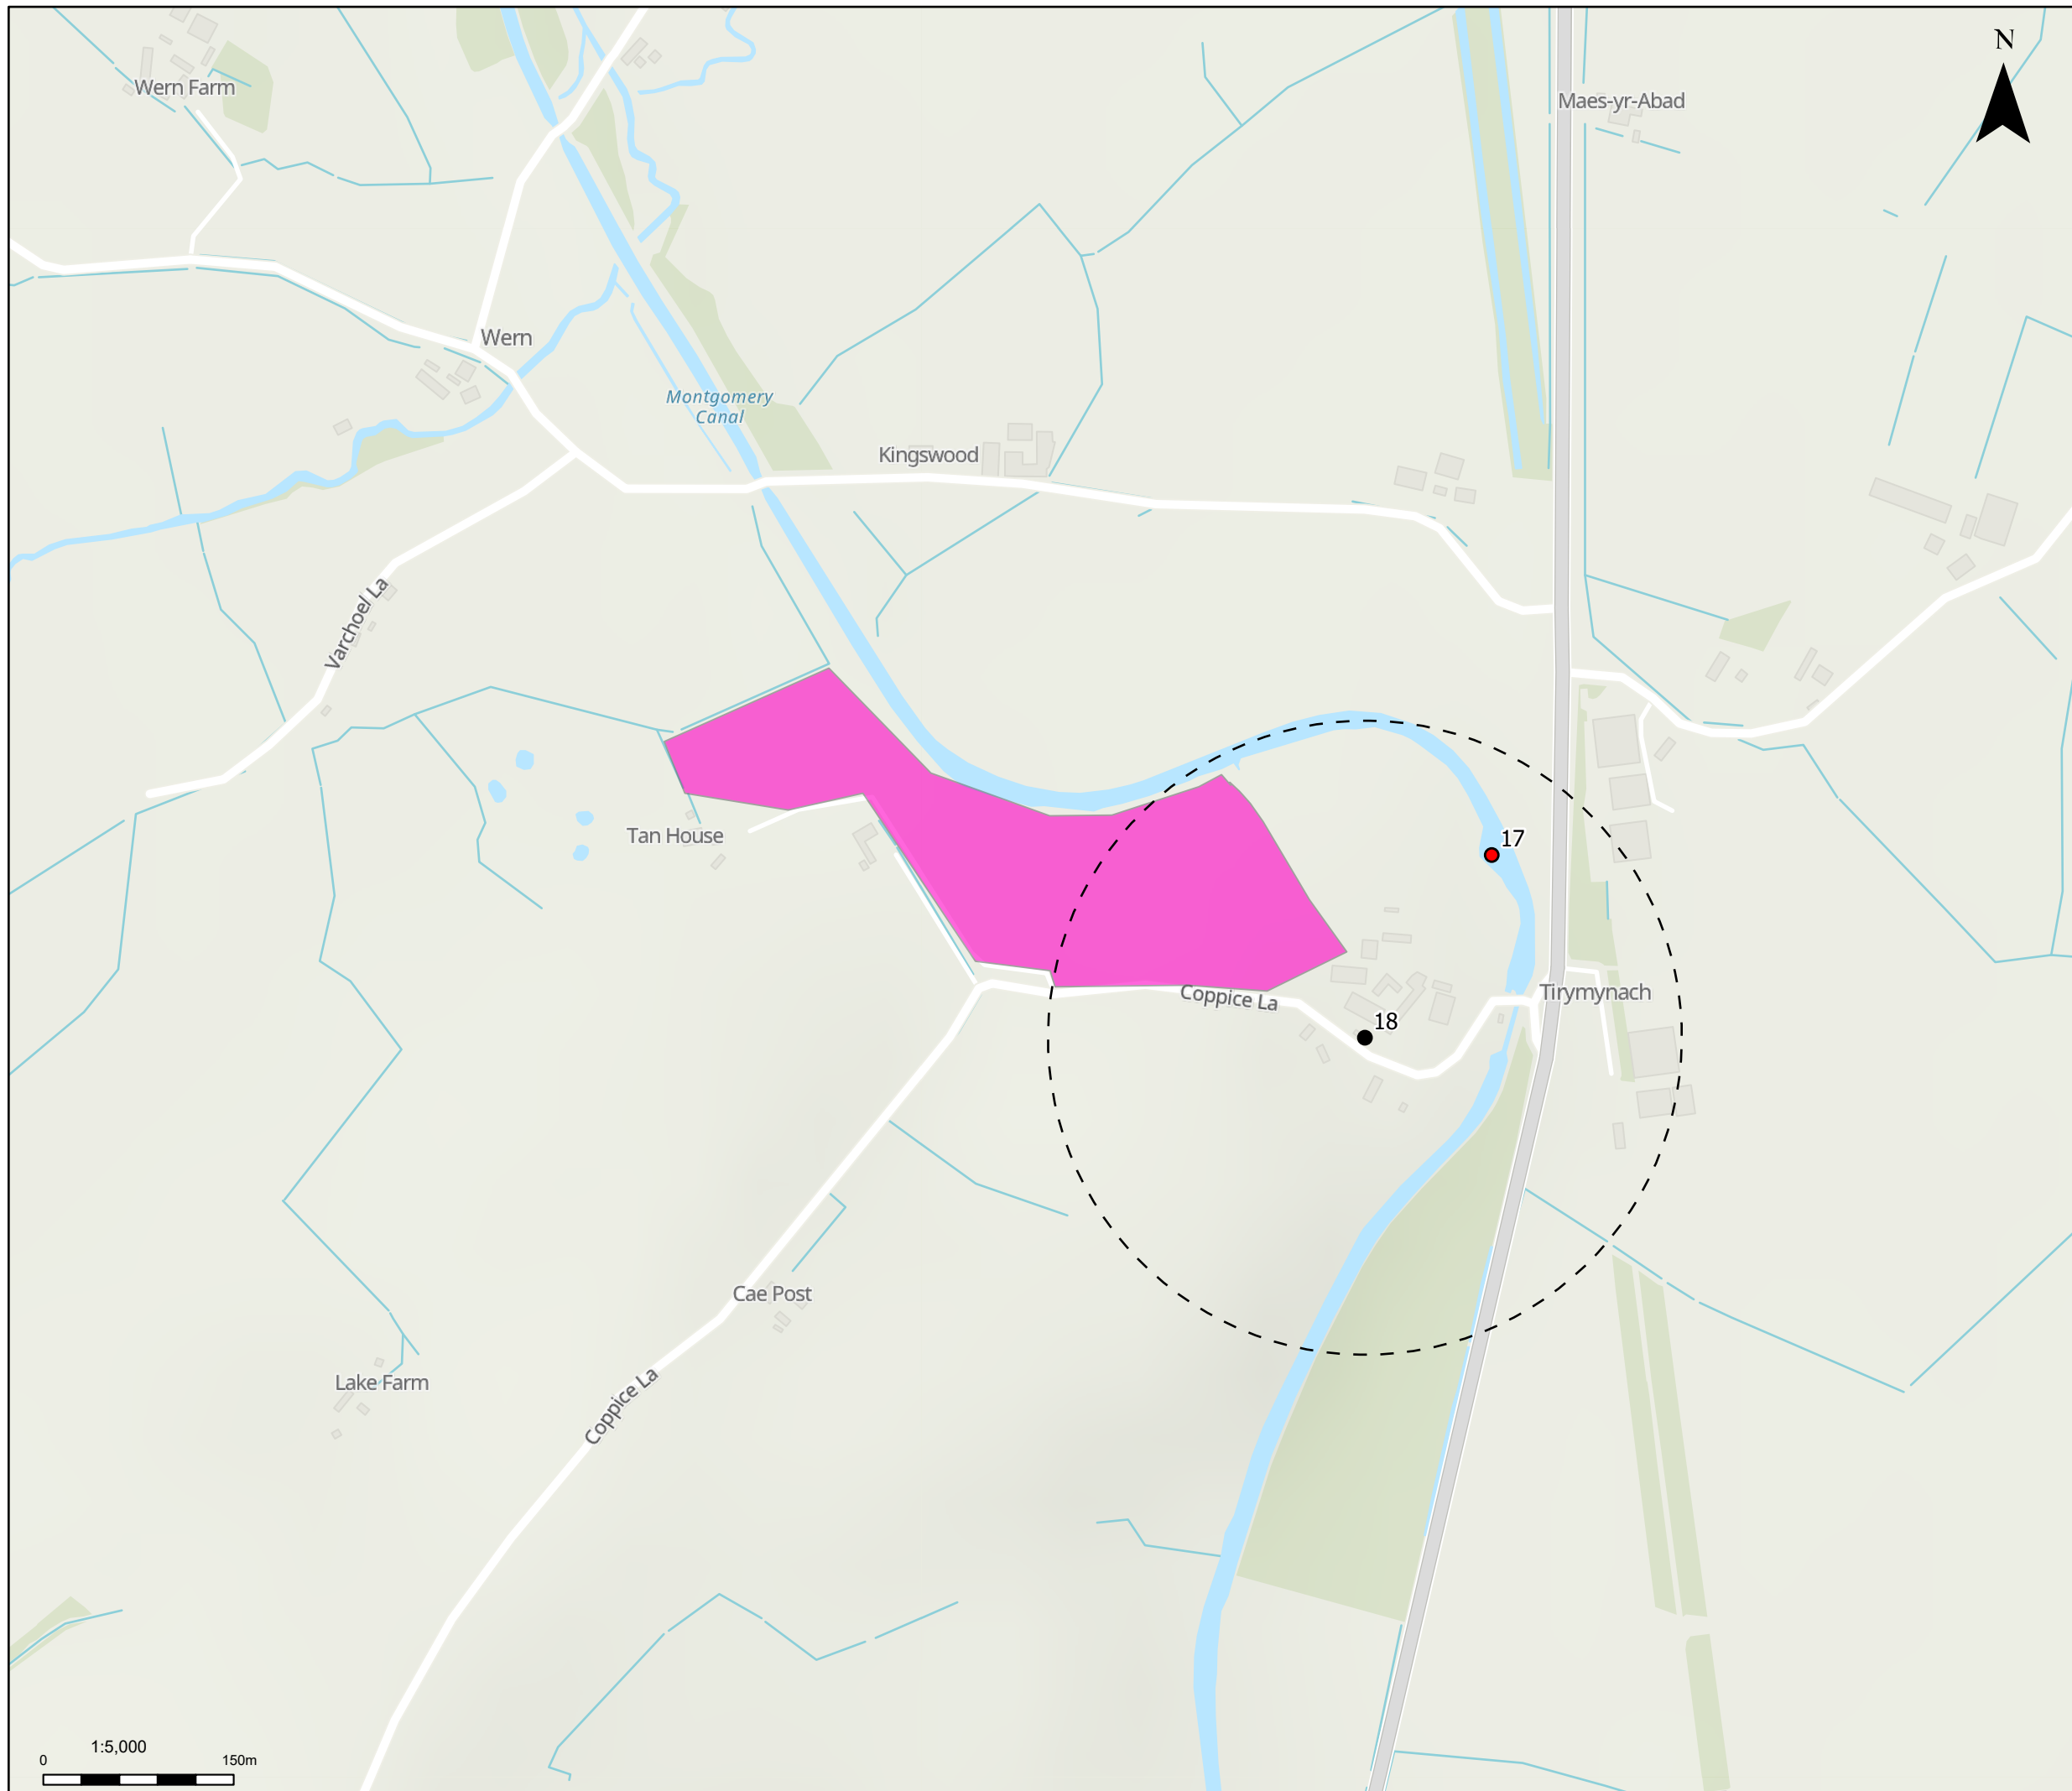 N
Wern Farm
Maes-yr-Abad
Wern
Montgomery
Canal
Kingswood
Varchoel La
Tan House
17
Tirymynach
Coppice La
18
Cae Post
Lake Farm
Coppice La
1:5,000
0 150m